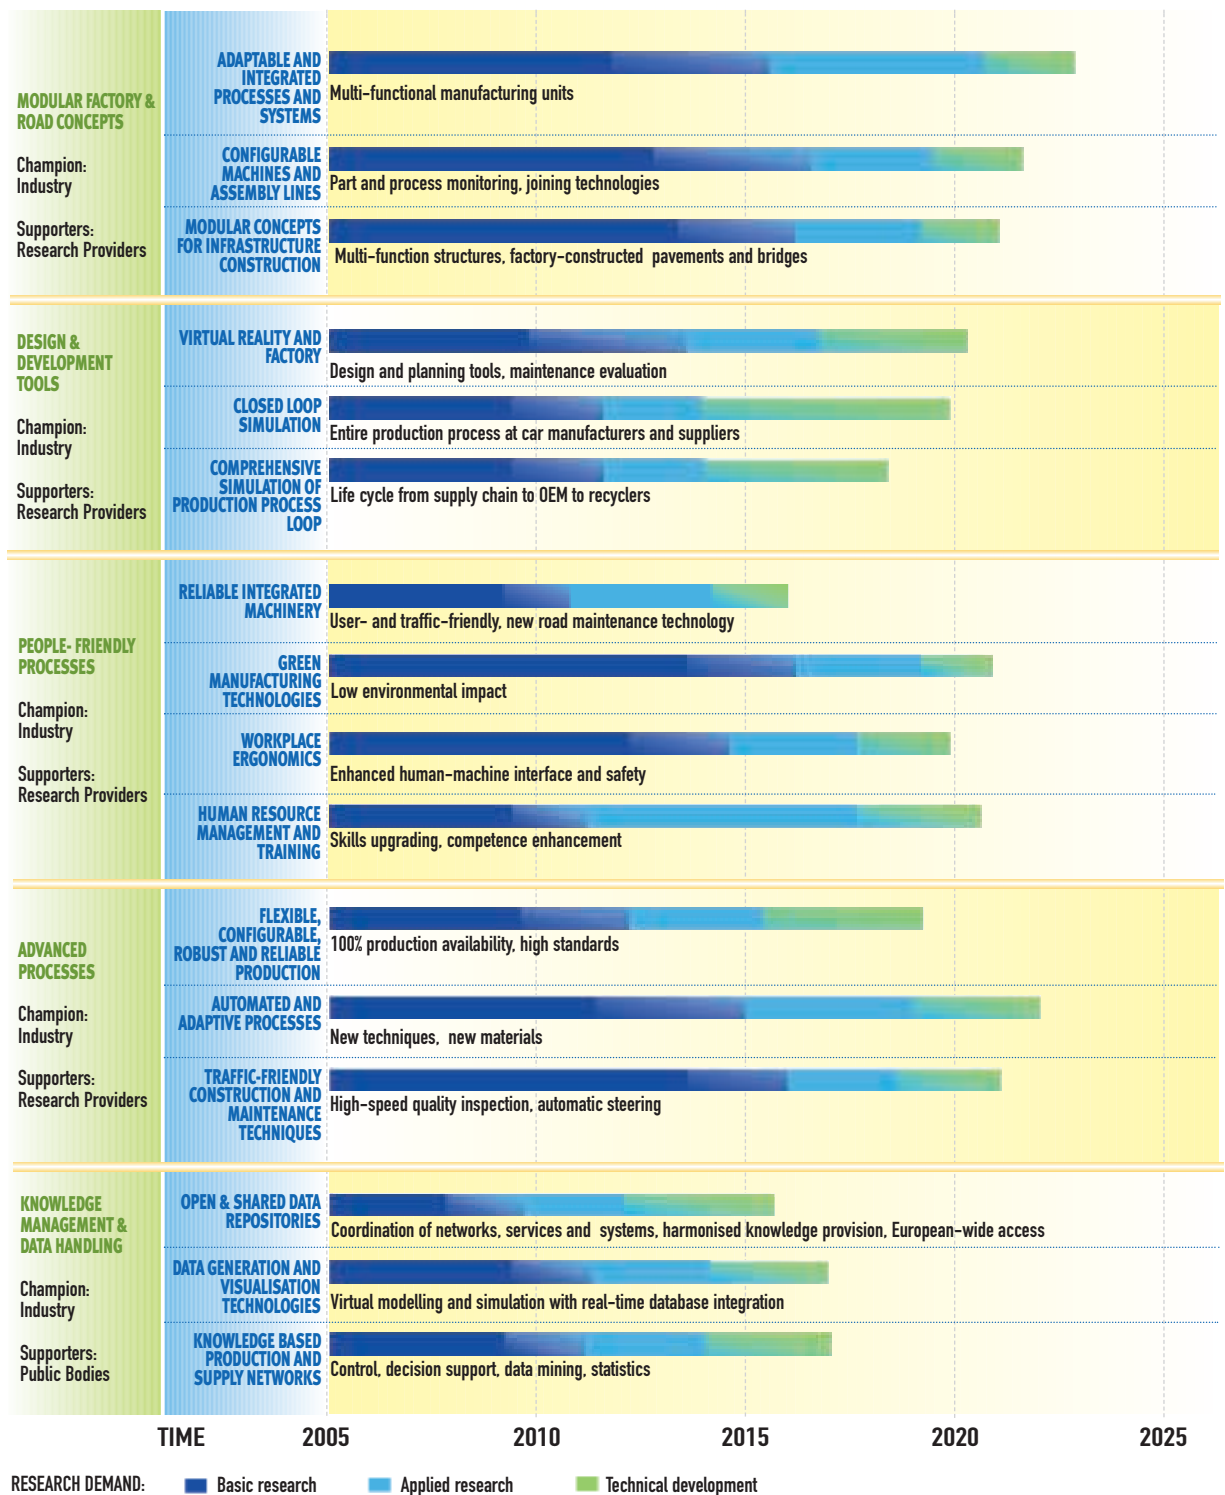 MODULAR FACTORY &
ROAD CONCEPTS
Champion:
Industry
Supporters:
Research Providers
ADAPTABLE AND
INTEGRATED
PROCESSES AND
SYSTEMS
Multi-functional manufacturing units
CONFIGURABLE
MACHINES AND
ASSEMBLY LINES
Part and process monitoring, joining technologies
MODULAR CONCEPTS
FOR INFRASTRUCTURE
CONSTRUCTION
Multi-function structures, factory-constructed pavements and bridges
DESIGN &
DEVELOPMENT
TOOLS
Champion:
Industry
Supporters:
Research Providers
VIRTUAL REALITY AND
FACTORY
Design and planning tools, maintenance evaluation
CLOSED LOOP
SIMULATION
Entire production process at car manufacturers and suppliers
COMPREHENSIVE
SIMULATION OF
PRODUCTION PROCESS
LOOP
Life cycle from supply chain to OEM to recyclers
PEOPLE- FRIENDLY
PROCESSES
Champion:
Industry
Supporters:
Research Providers
RELIABLE INTEGRATED
MACHINERY
User- and traffic-friendly, new road maintenance technology
GREEN
MANUFACTURING
TECHNOLOGIES
Low environmental impact
WORKPLACE
ERGONOMICS
Enhanced human-machine interface and safety
HUMAN RESOURCE
MANAGEMENT AND
TRAINING
Skills upgrading, competence enhancement
ADVANCED
PROCESSES
Champion:
Industry
Supporters:
Research Providers
FLEXIBLE,
CONFIGURABLE,
ROBUST AND RELIABLE
PRODUCTION
100% production availability, high standards
AUTOMATED AND
ADAPTIVE PROCESSES
New techniques, new materials
TRAFFIC-FRIENDLY
CONSTRUCTION AND
MAINTENANCE
TECHNIQUES
High-speed quality inspection, automatic steering
KNOWLEDGE
MANAGEMENT &
DATA HANDLING
Champion:
Industry
Supporters:
Public Bodies
OPEN & SHARED DATA
REPOSITORIES
Coordination of networks, services and systems, harmonised knowledge provision, European-wide access
DATA GENERATION AND
VISUALISATION
TECHNOLOGIES
Virtual modelling and simulation with real-time database integration
KNOWLEDGE BASED
PRODUCTION AND
SUPPLY NETWORKS
Control, decision support, data mining, statistics
TIME 2005 2010 2015 2020 2025
RESEARCH DEMAND: Basic research Applied research Technical development